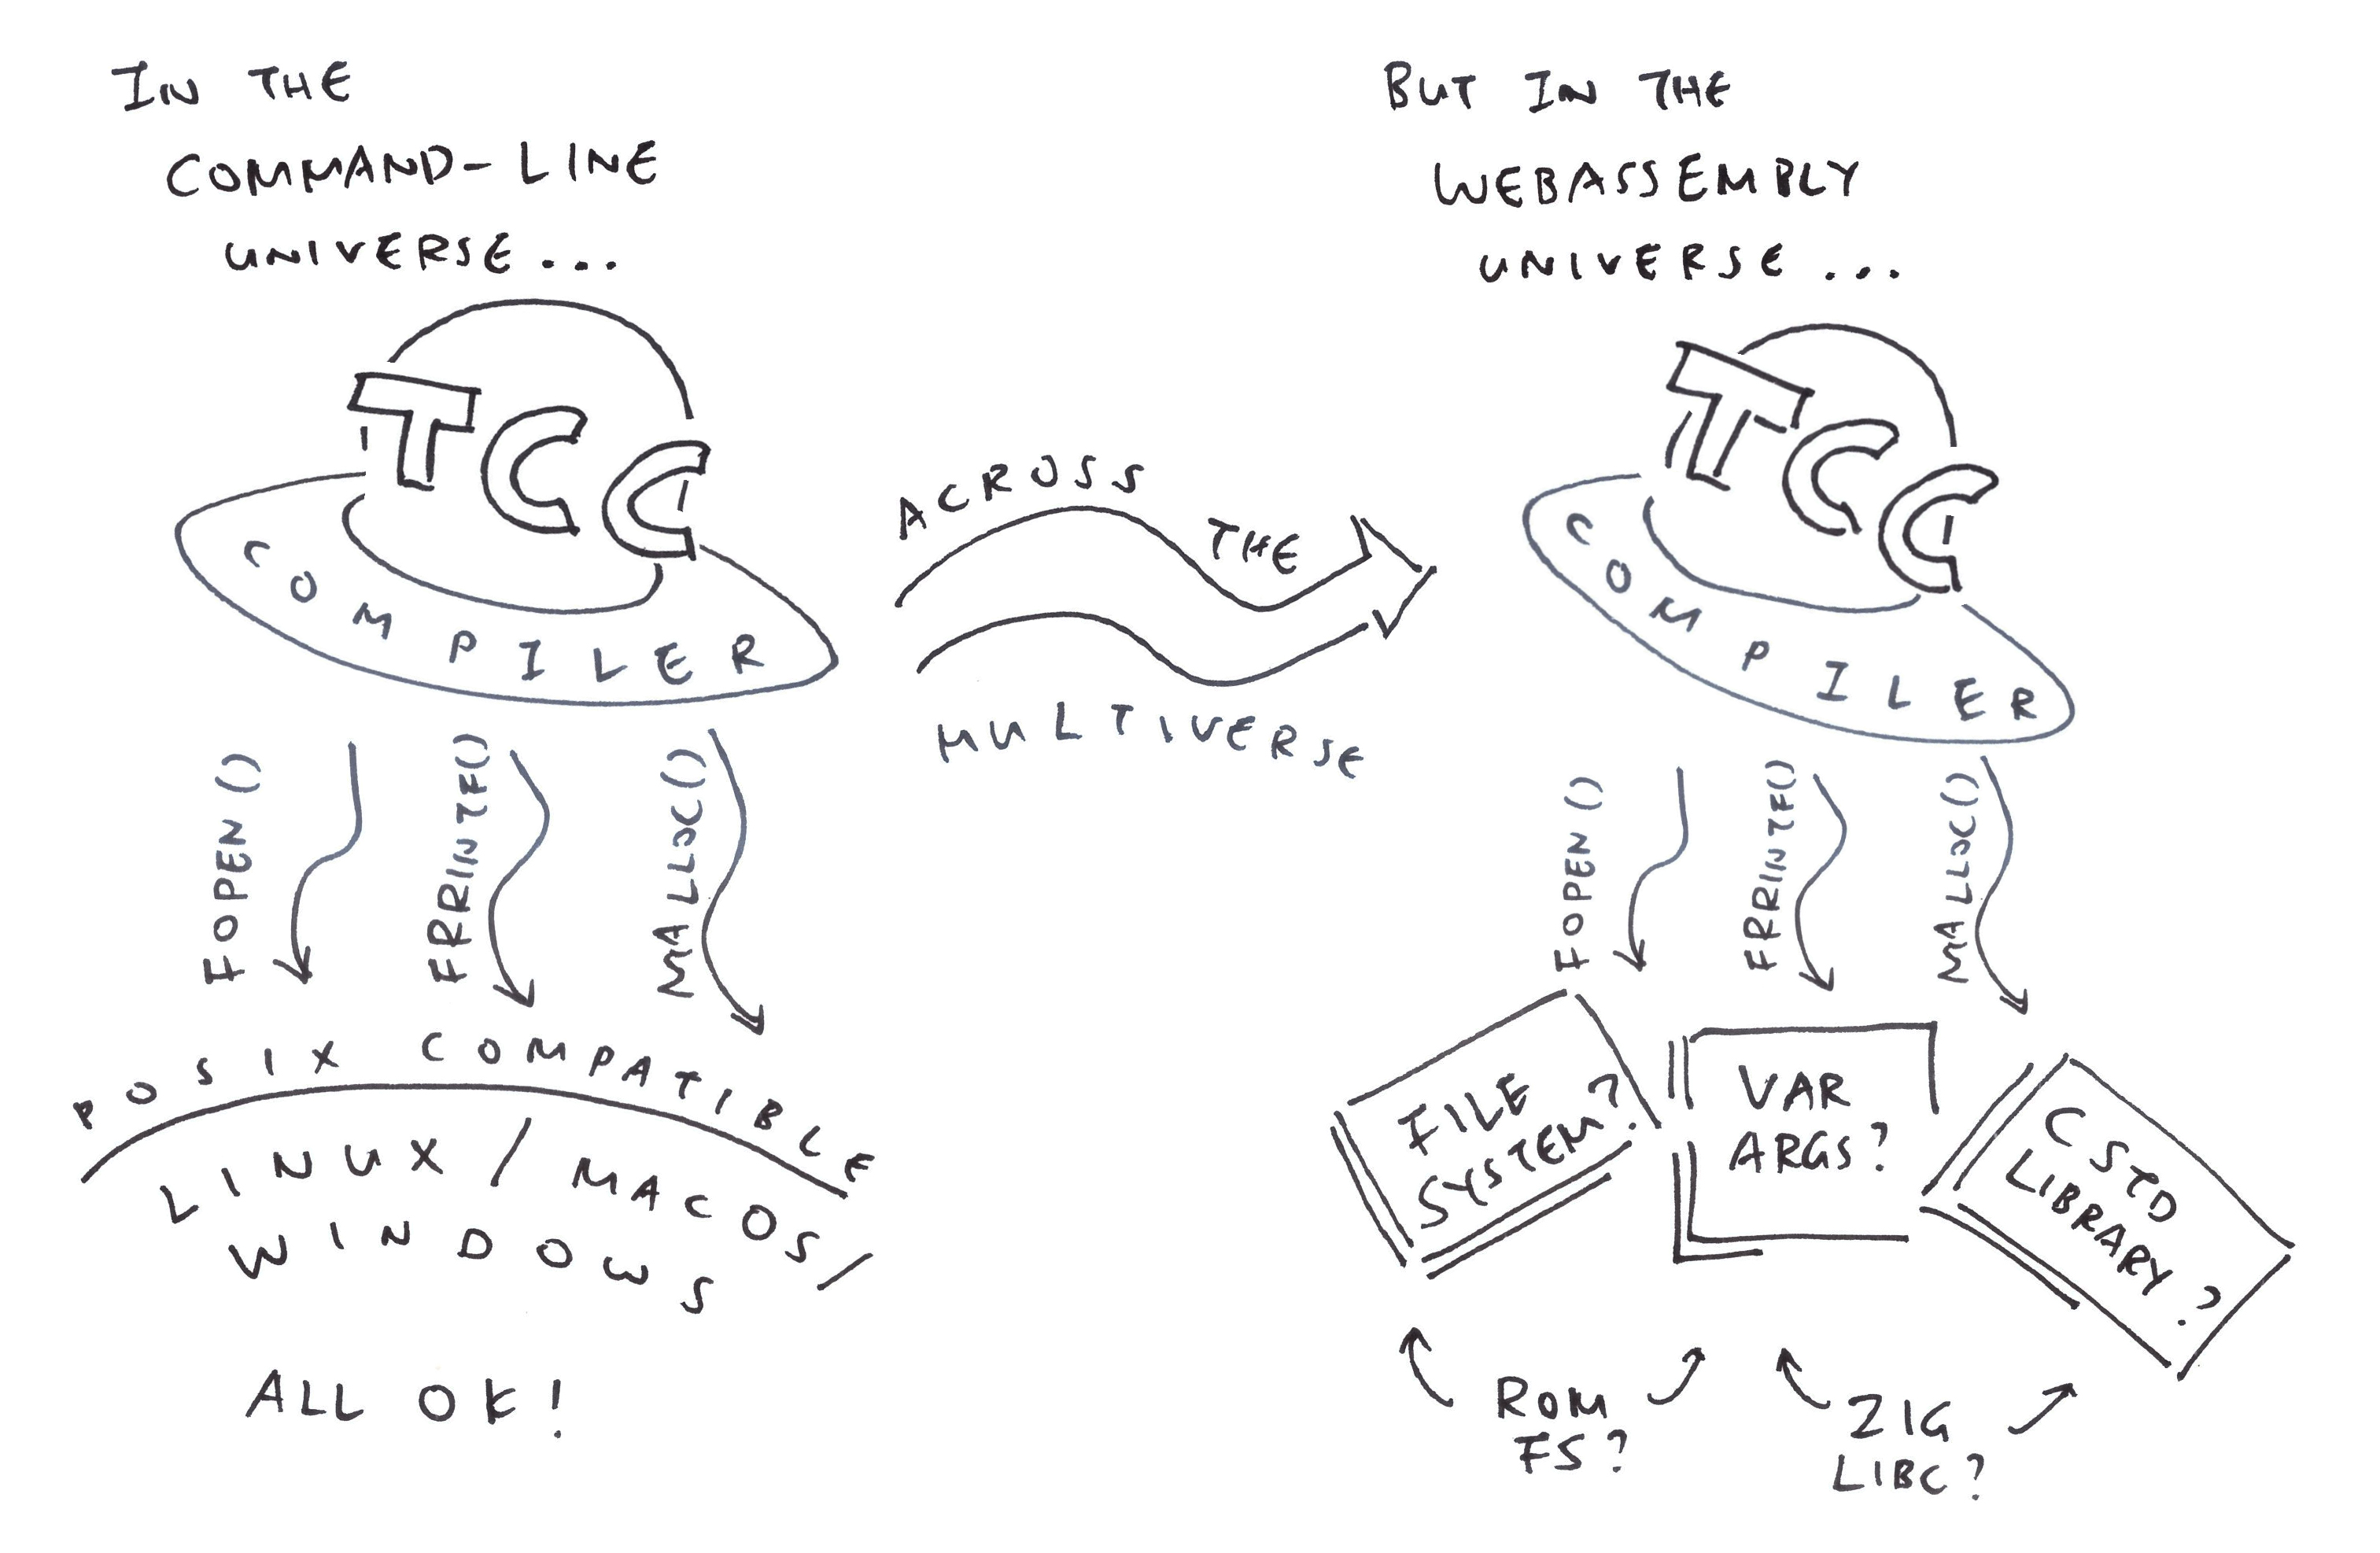 IN THE
COMMAND-LINE
UNIVERSE...
TCC
COMPILER
FOPEN()
FPRINTF()
MALLOC()
POSIX COMPATIBLE
LINUX / MACOS /
WINDOWS
ALL OK!
ACROSS THE
MULTIVERSE
BUT IN THE
WEBASSEMBLY
UNIVERSE...
TCC
COMPILER
FOPEN()
FPRINTF()
MALLOC()
FILE
SYSTEM?
VAR
ARGS?
C STD
LIBRARY?
ROM
FS?
ZIG
LIBC?